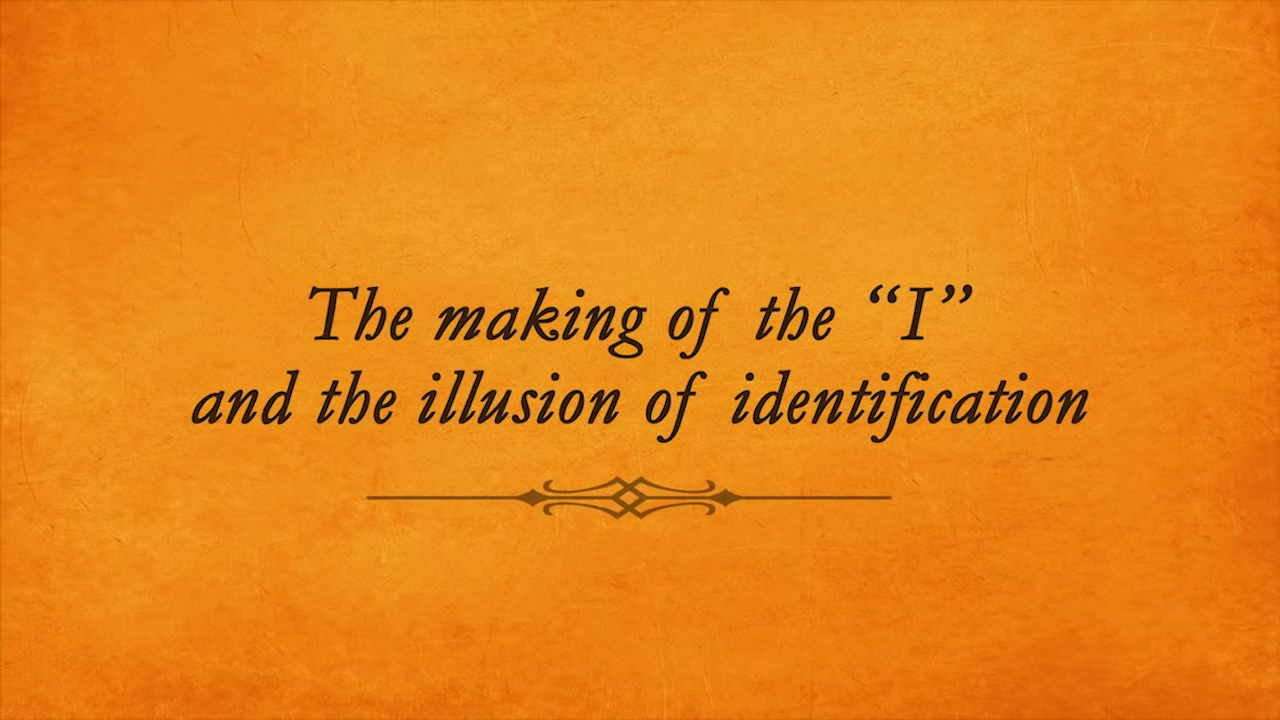 The making of the “I”
and the illusion of identification